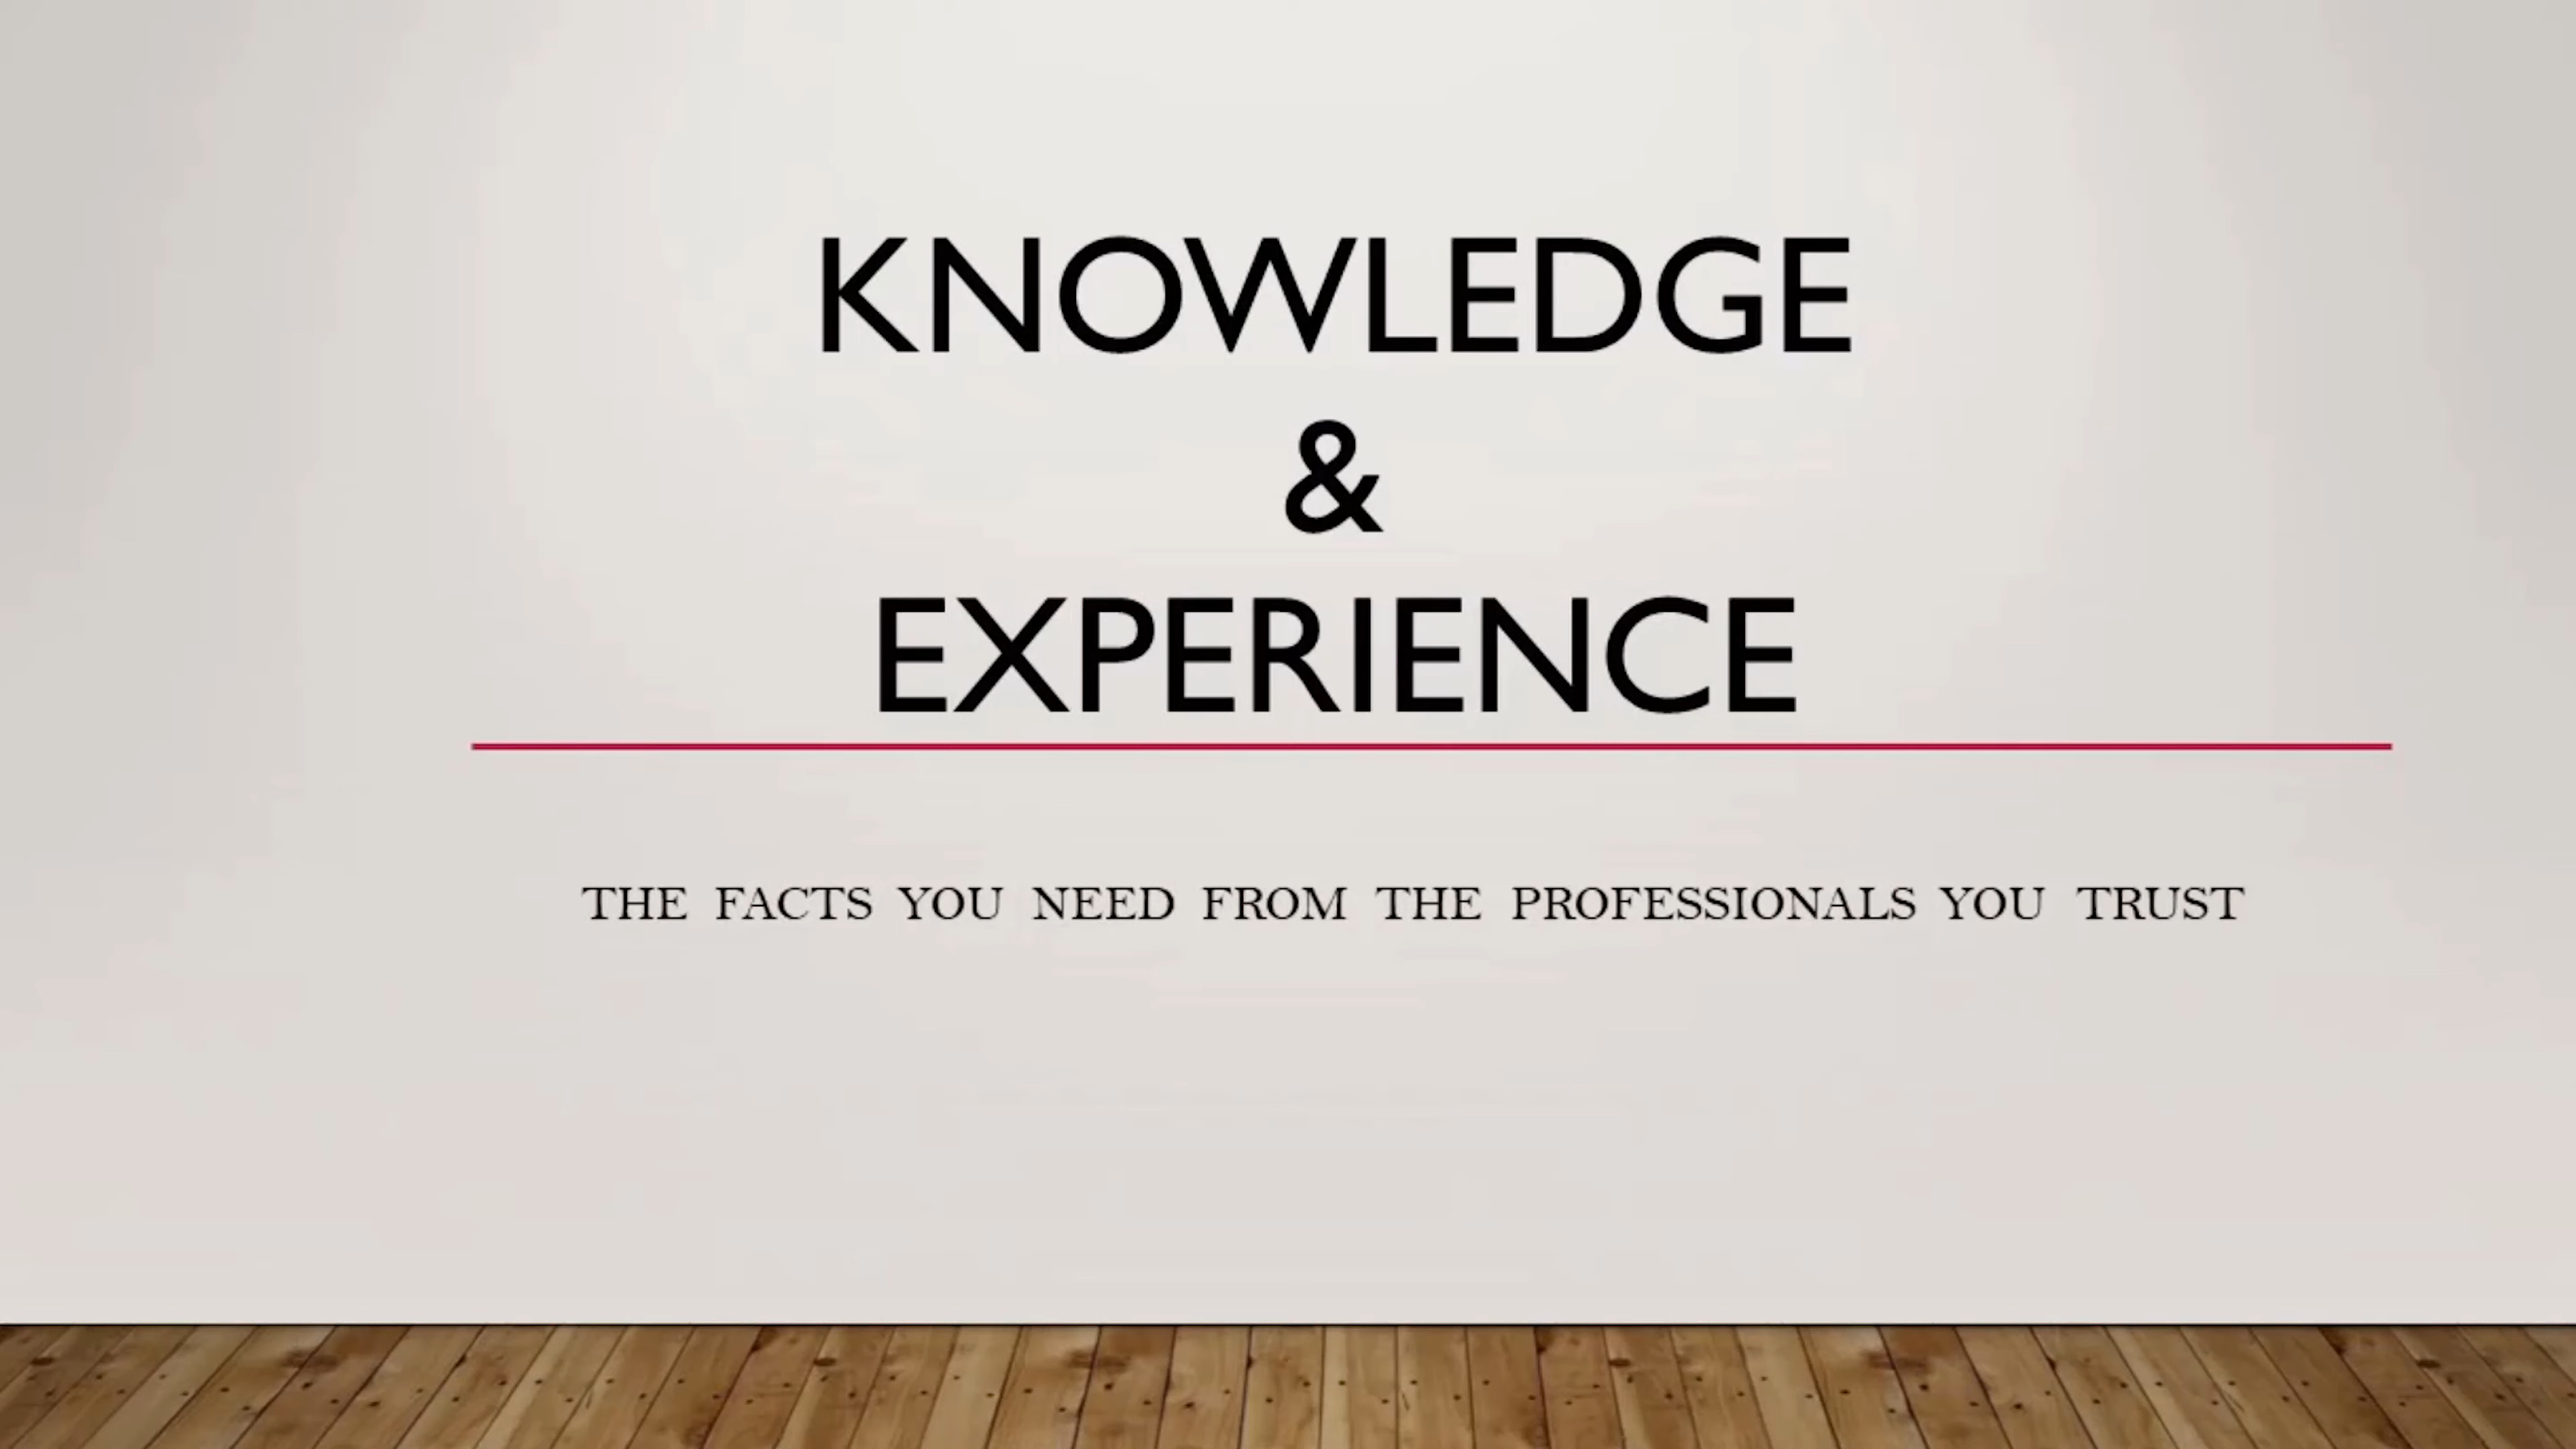 KNOWLEDGE
&
EXPERIENCE
THE FACTS YOU NEED FROM THE PROFESSIONALS YOU TRUST